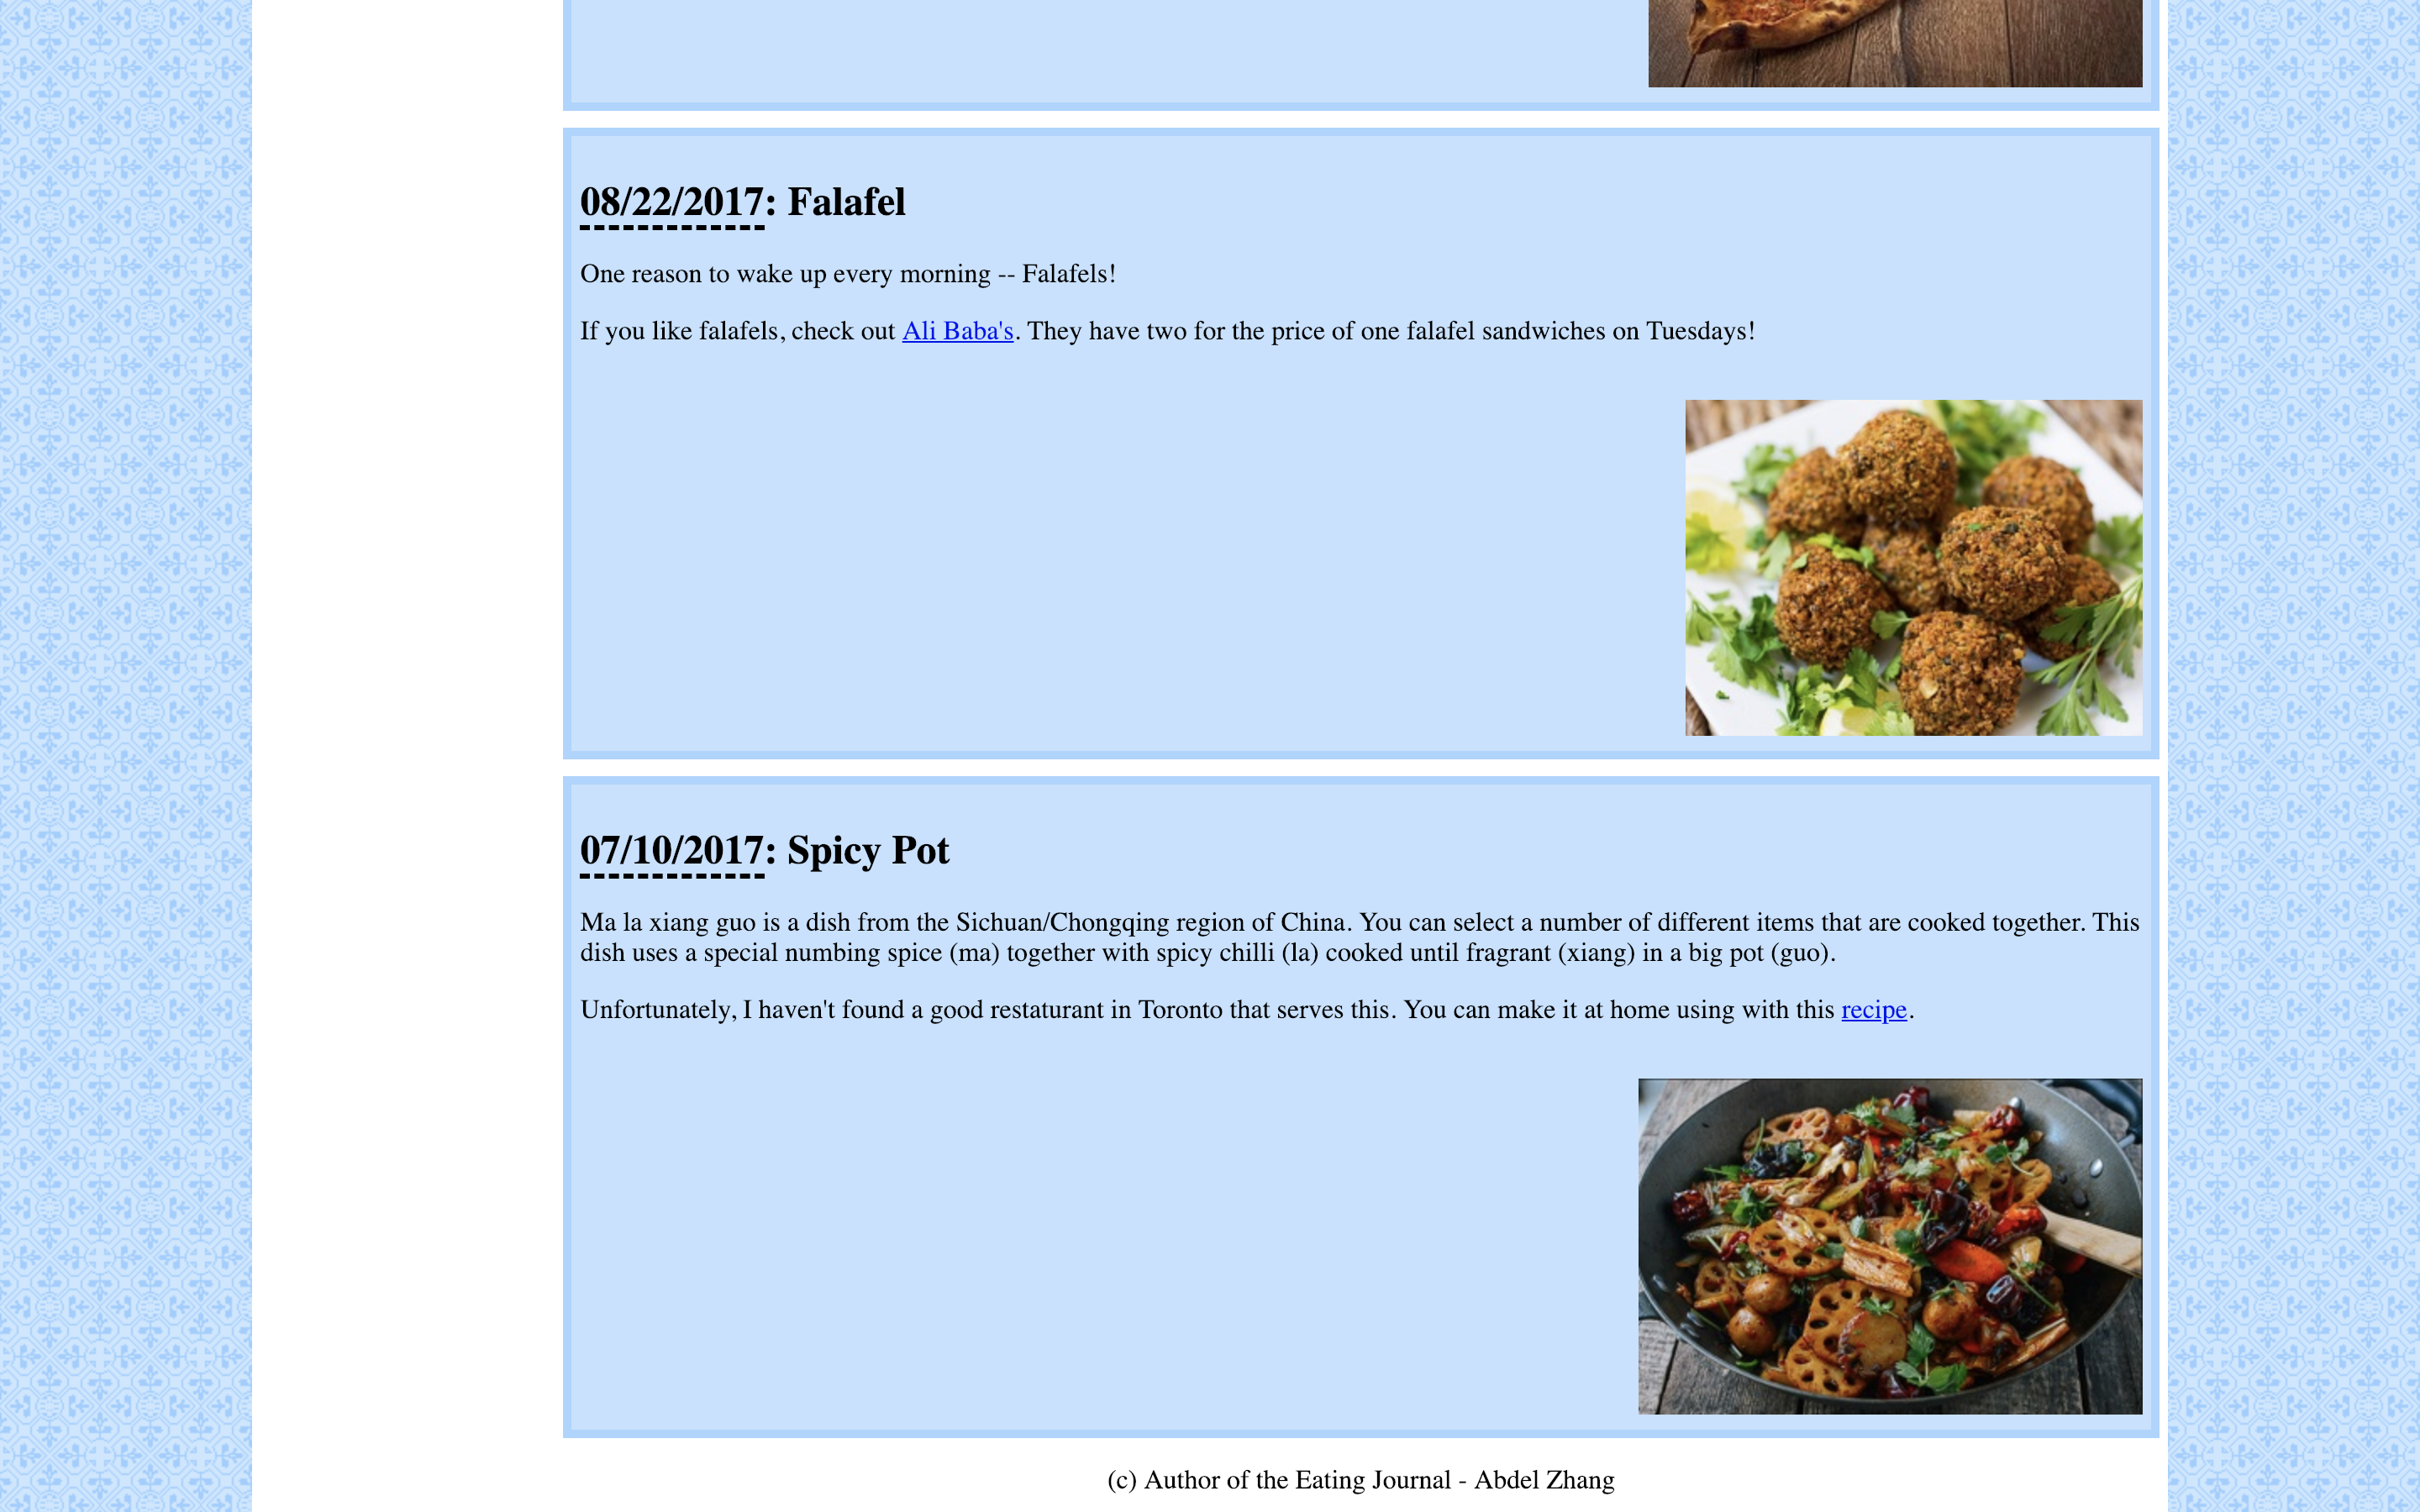 08/22/2017: Falafel
One reason to wake up every morning -- Falafels!
If you like falafels, check out Ali Baba's. They have two for the price of one falafel sandwiches on Tuesdays!
07/10/2017: Spicy Pot
Ma la xiang guo is a dish from the Sichuan/Chongqing region of China. You can select a number of different items that are cooked together. This
dish uses a special numbing spice (ma) together with spicy chilli (la) cooked until fragrant (xiang) in a big pot (guo).
Unfortunately, I haven't found a good restaturant in Toronto that serves this. You can make it at home using with this recipe.
(c) Author of the Eating Journal - Abdel Zhang